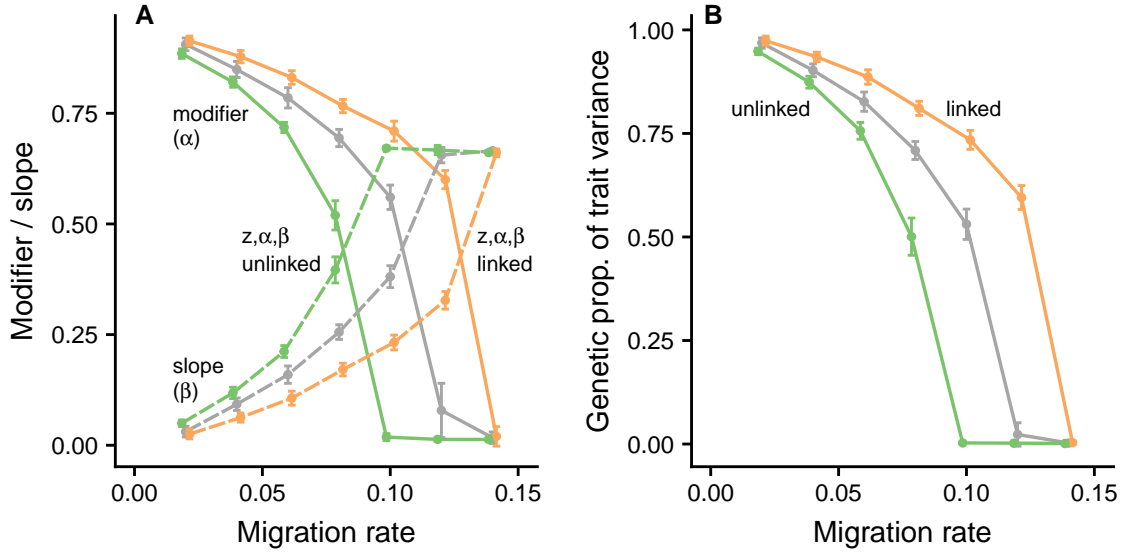 A
Modifier / slope
0.75
0.50
0.25
0.00
modifier
(α)
z,α,β
unlinked
z,α,β
linked
slope
(β)
0.00
0.05
0.10
0.15
Migration rate
B
Genetic prop. of trait variance
1.00
0.75
0.50
0.25
0.00
unlinked
linked
0.00
0.05
0.10
0.15
Migration rate